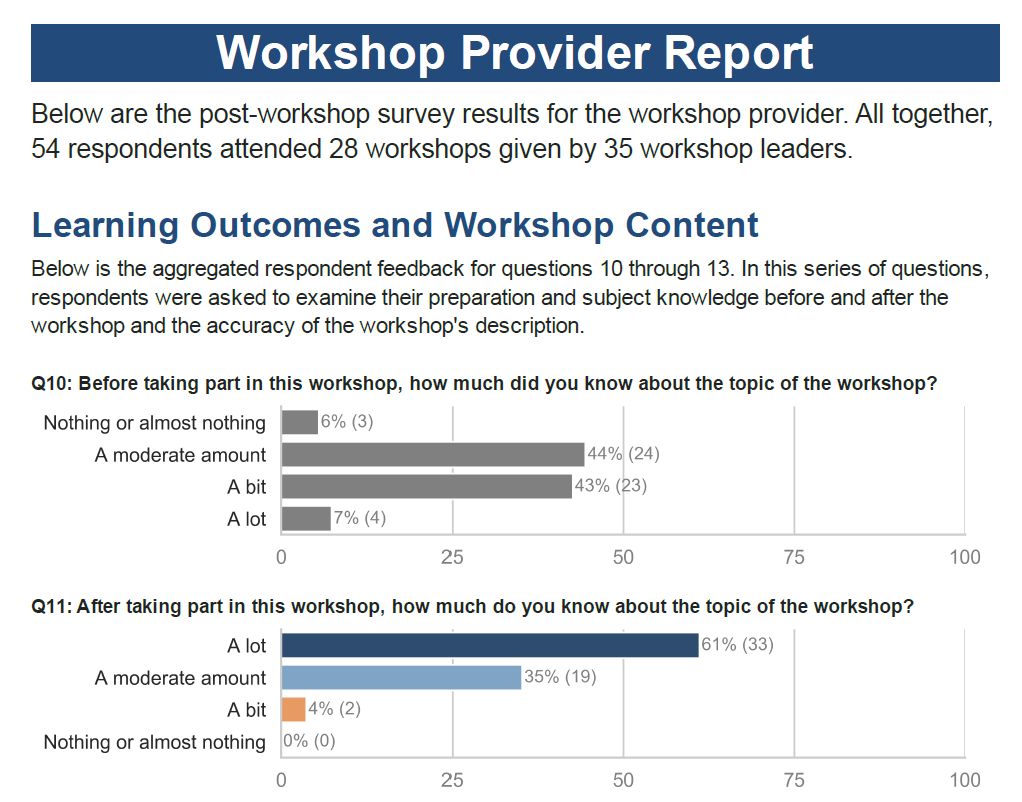 Workshop Provider Report
Below are the post-workshop survey results for the workshop provider. All together,
54 respondents attended 28 workshops given by 35 workshop leaders.
Learning Outcomes and Workshop Content
Below is the aggregated respondent feedback for questions 10 through 13. In this series of questions,
respondents were asked to examine their preparation and subject knowledge before and after the
workshop and the accuracy of the workshop's description.
Q10: Before taking part in this workshop, how much did you know about the topic of the workshop?
Nothing or almost nothing 6% (3)
A moderate amount 44% (24)
A bit 43% (23)
A lot 7% (4)
0 25 50 75 100
Q11: After taking part in this workshop, how much do you know about the topic of the workshop?
A lot 61% (33)
A moderate amount 35% (19)
A bit 4% (2)
Nothing or almost nothing 0% (0)
0 25 50 75 100